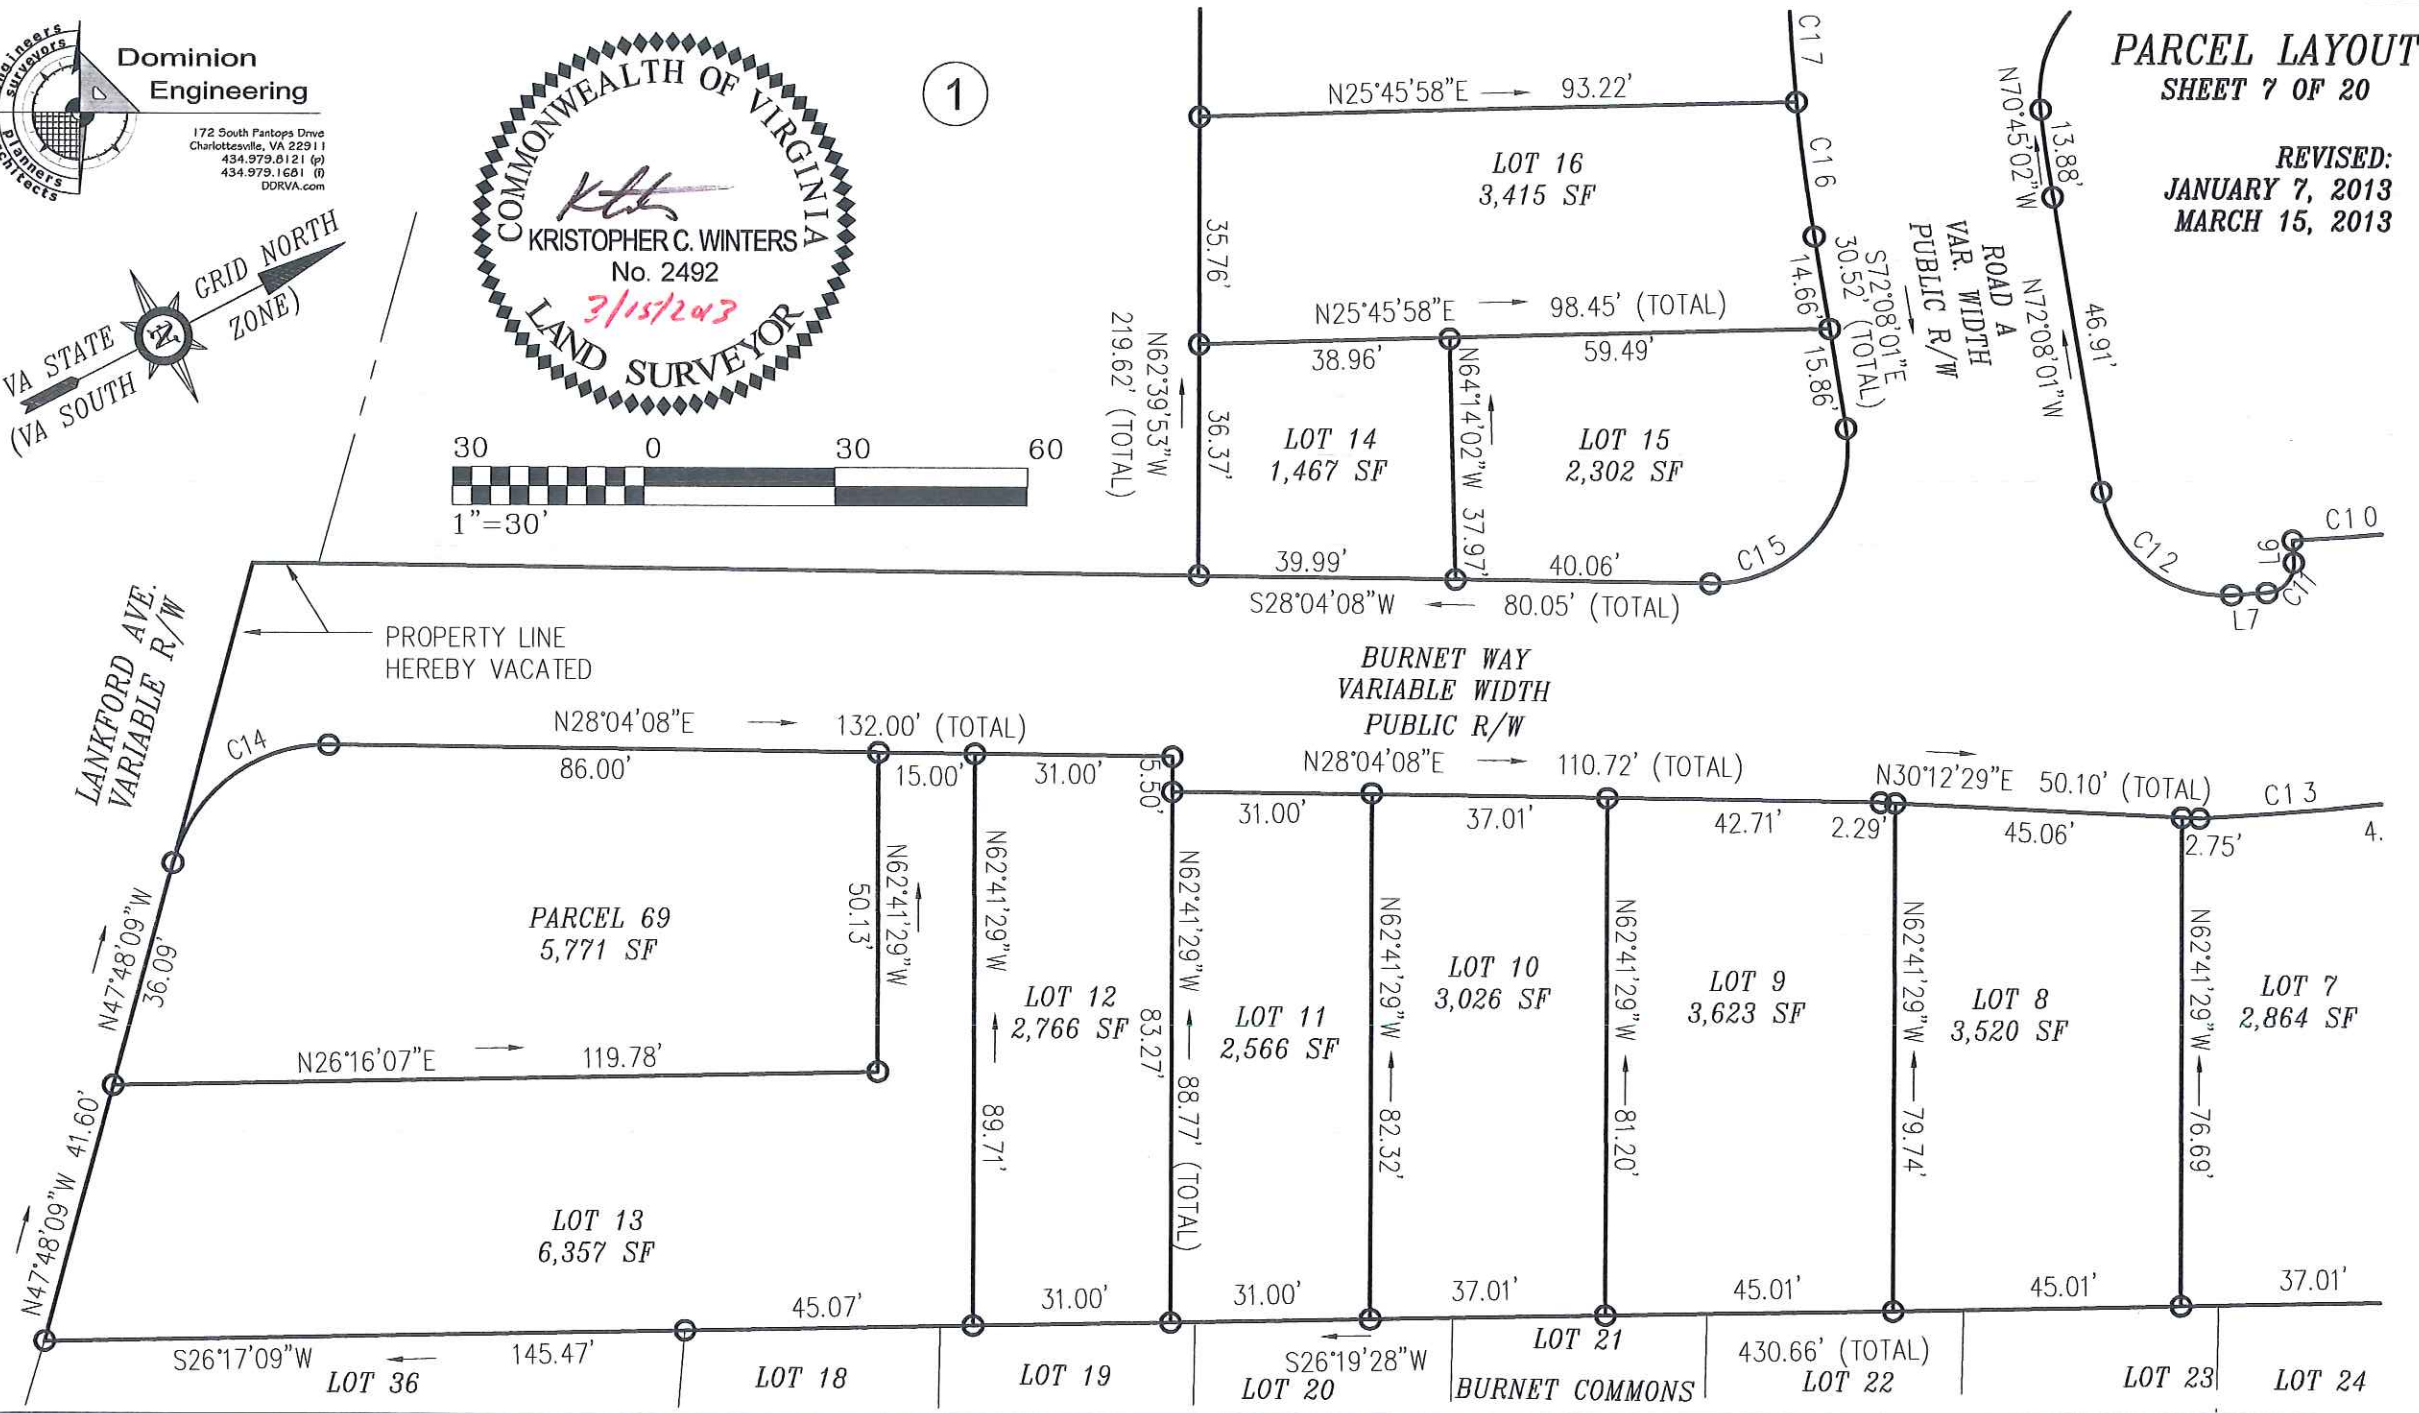 engineers
surveyors
planners
architects
Dominion
Engineering
172 South Pantops Drive
Charlottesville, VA 22911
434.979.8121 (p)
434.979.1681 (f)
DDRVA.com
VA STATE GRID NORTH
(VA SOUTH ZONE)
COMMONWEALTH OF VIRGINIA
KRISTOPHER C. WINTERS
No. 2492
3/15/2013
LAND SURVEYOR
1
30 0 30 60
1"=30'
PARCEL LAYOUT
SHEET 7 OF 20
REVISED:
JANUARY 7, 2013
MARCH 15, 2013
N25°45'58"E 93.22'
C17
LOT 16
3,415 SF
C16
35.76'
N62°39'53"W
219.62' (TOTAL)
36.37'
N25°45'58"E 98.45' (TOTAL)
38.96'
59.49'
14.66'
S72°08'01"E
30.52' (TOTAL)
15.86'
LOT 14
1,467 SF
N64°14'02"W 37.97'
LOT 15
2,302 SF
C15
39.99'
40.06'
S28°04'08"W 80.05' (TOTAL)
ROAD A
VAR. WIDTH
PUBLIC R/W
N70°45'02"W
13.88'
N72°08'01"W
46.91'
C12
L7
C11
L6
C10
LANKFORD AVE.
VARIABLE R/W
PROPERTY LINE
HEREBY VACATED
BURNET WAY
VARIABLE WIDTH
PUBLIC R/W
C14
N28°04'08"E 132.00' (TOTAL)
86.00'
15.00'
31.00'
5.50'
N28°04'08"E 110.72' (TOTAL)
31.00'
37.01'
42.71'
N30°12'29"E 50.10' (TOTAL)
2.29'
45.06'
2.75'
C13
4.
N47°48'09"W
36.09'
PARCEL 69
5,771 SF
N62°41'29"W
50.13'
N26°16'07"E 119.78'
N47°48'09"W 41.60'
LOT 13
6,357 SF
N62°41'29"W 89.71'
LOT 12
2,766 SF
83.27'
N62°41'29"W 88.77' (TOTAL)
LOT 11
2,566 SF
N62°41'29"W 82.32'
LOT 10
3,026 SF
N62°41'29"W 81.20'
LOT 9
3,623 SF
N62°41'29"W 79.74'
LOT 8
3,520 SF
N62°41'29"W 76.69'
LOT 7
2,864 SF
45.07'
31.00'
31.00'
37.01'
45.01'
45.01'
37.01'
S26°17'09"W 145.47'
S26°19'28"W 430.66' (TOTAL)
LOT 36
LOT 18
LOT 19
LOT 20
LOT 21
BURNET COMMONS
LOT 22
LOT 23
LOT 24